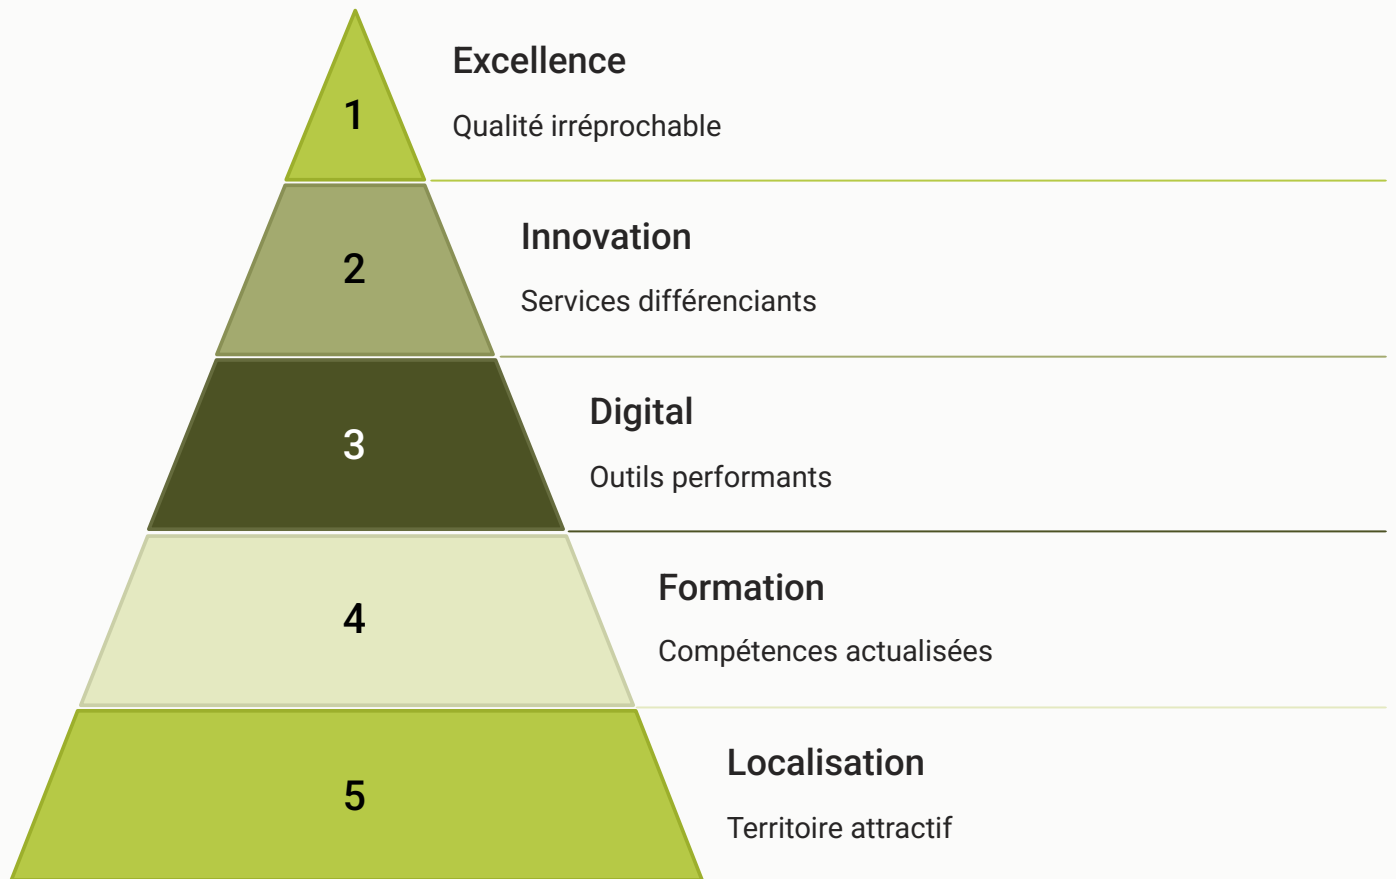 1
Excellence
Qualité irréprochable
2
Innovation
Services différenciants
3
Digital
Outils performants
4
Formation
Compétences actualisées
5
Localisation
Territoire attractif